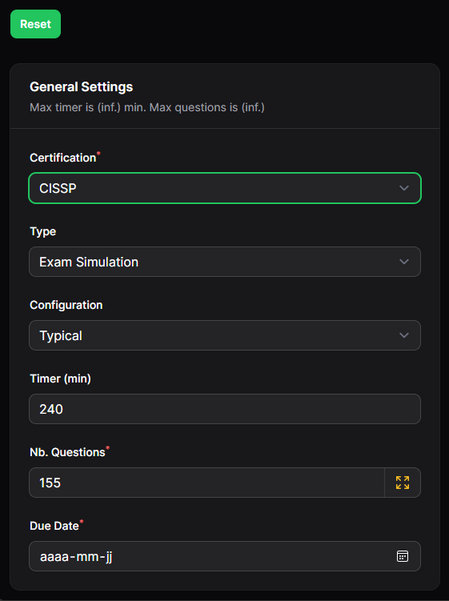 Reset
General Settings
Max timer is (inf.) min. Max questions is (inf.)
Certification*
CISSP
Type
Exam Simulation
Configuration
Typical
Timer (min)
240
Nb. Questions*
155
Due Date*
aaaa-mm-jj